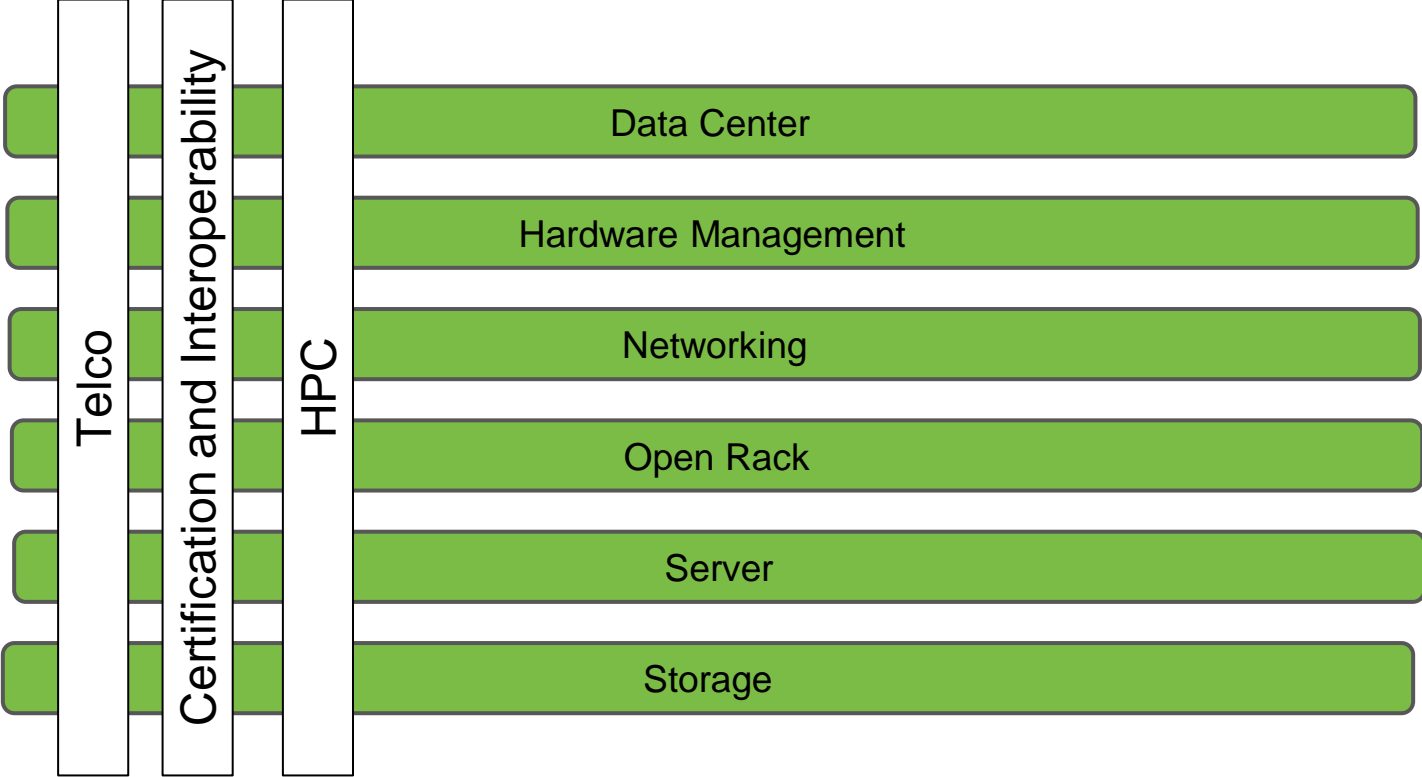 Telco
Certification and Interoperability
HPC
Data Center
Hardware Management
Networking
Open Rack
Server
Storage